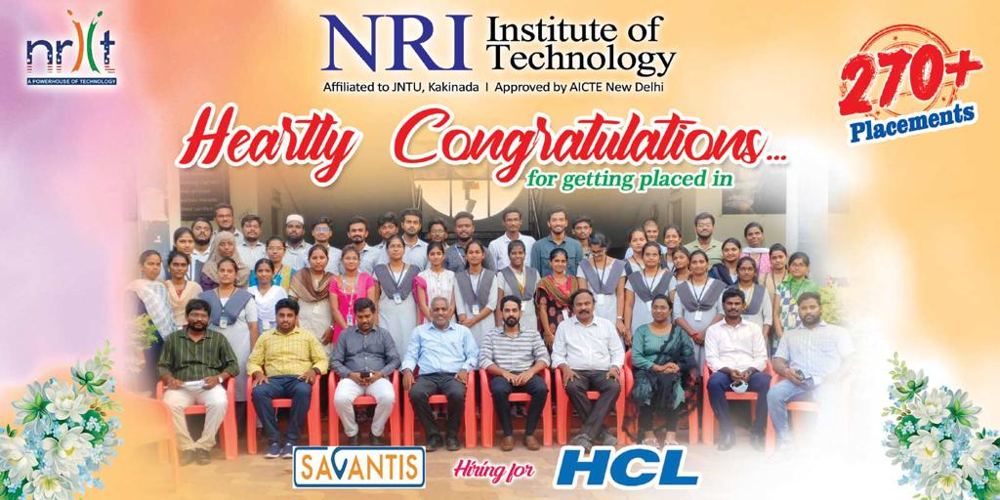 nriit
A POWERHOUSE OF TECHNOLOGY
NRI Institute of Technology
Affiliated to JNTU, Kakinada I Approved by AICTE New Delhi
270+
Placements
Heartly Congratulations...
for getting placed in
SAVANTIS Hiring for HCL